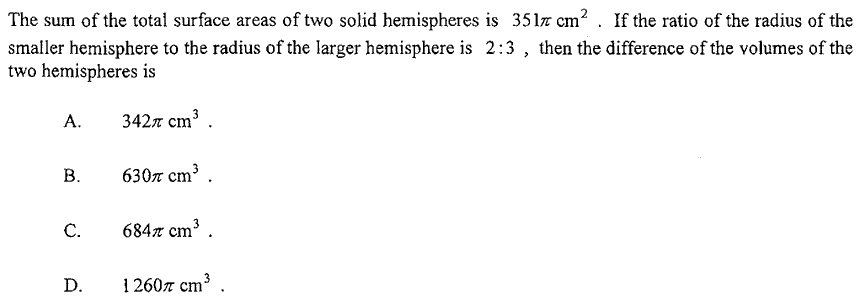 The sum of the total surface areas of two solid hemispheres is 351π cm². If the ratio of the radius of the
smaller hemisphere to the radius of the larger hemisphere is 2:3, then the difference of the volumes of the
two hemispheres is
A. 342π cm³.
B. 630π cm³.
C. 684π cm³.
D. 1260π cm³.